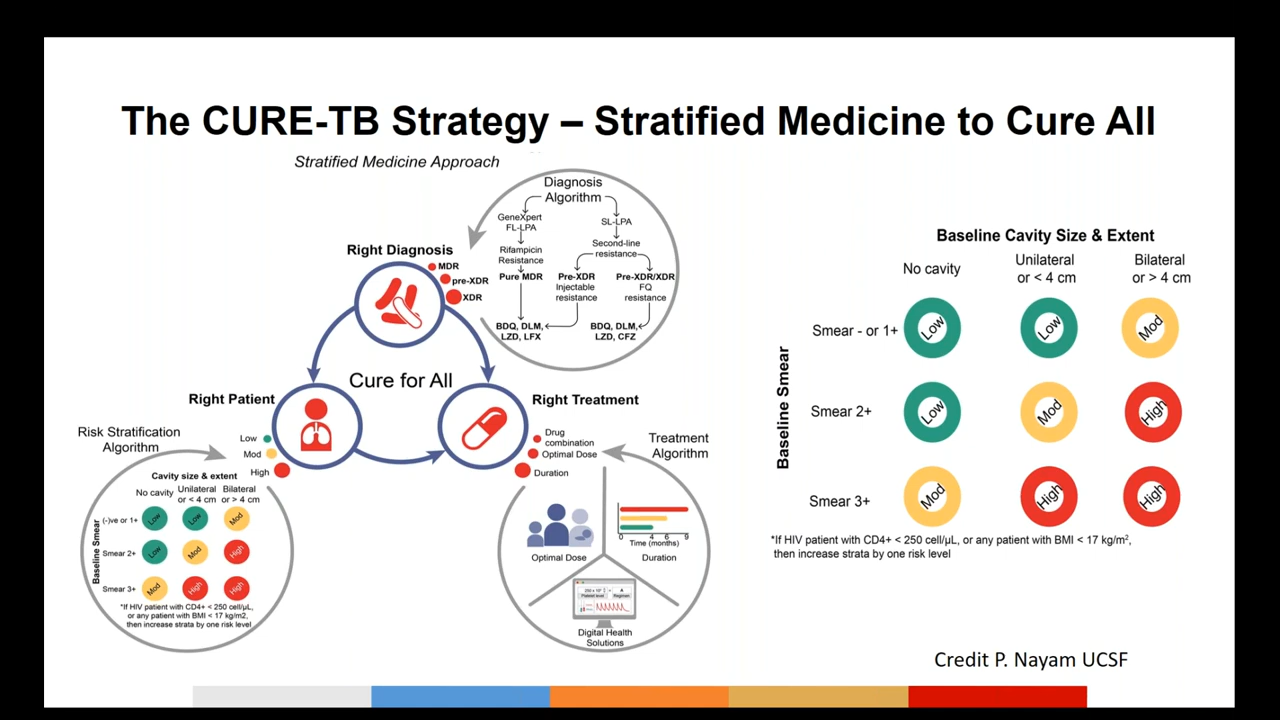 The CURE-TB Strategy – Stratified Medicine to Cure All
Stratified Medicine Approach
Diagnosis
Algorithm
GeneXpert
FL-LPA
SL-LPA
Rifampicin
Resistance
Second-line
resistance
Pure MDR
Pre-XDR
Injectable
resistance
Pre-XDR/XDR
FQ
resistance
BDQ, DLM,
LZD, LFX
BDQ, DLM,
LZD, CFZ
Right Diagnosis
MDR
pre-XDR
XDR
Cure for All
Right Patient
Low
Mod
High
Right Treatment
Drug
combination
Optimal Dose
Duration
Risk Stratification
Algorithm
Cavity size & extent
No cavity
Unilateral
or < 4 cm
Bilateral
or > 4 cm
Baseline Smear
(-)ve or 1+
Low
Low
Mod
Smear 2+
Low
Mod
High
Smear 3+
Mod
High
High
*If HIV patient with CD4+ < 250 cell/µL,
or any patient with BMI < 17 kg/m2,
then increase strata by one risk level
Treatment
Algorithm
Optimal Dose
0 4 6 9
Time (months)
Duration
Platelet level
Regimen
Digital Health
Solutions
Baseline Cavity Size & Extent
No cavity
Unilateral
or < 4 cm
Bilateral
or > 4 cm
Baseline Smear
Smear - or 1+
Low
Low
Mod
Smear 2+
Low
Mod
High
Smear 3+
Mod
High
High
*If HIV patient with CD4+ < 250 cell/µL, or any patient with BMI < 17 kg/m²,
then increase strata by one risk level
Credit P. Nayam UCSF